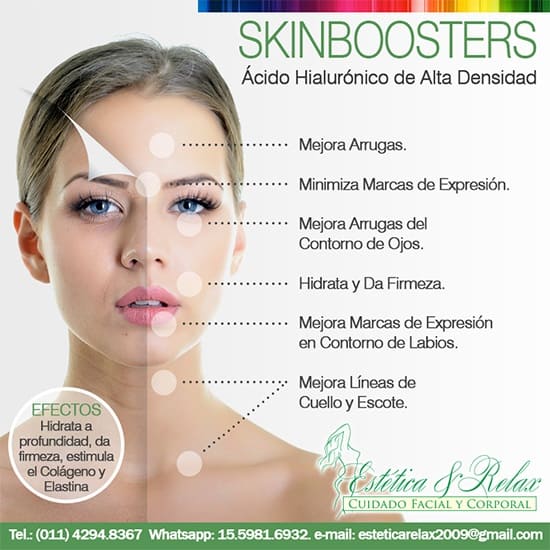 SKINBOOSTERS
Ácido Hialurónico de Alta Densidad
Mejora Arrugas.
Minimiza Marcas de Expresión.
Mejora Arrugas del
Contorno de Ojos.
Hidrata y Da Firmeza.
Mejora Marcas de Expresión
en Contorno de Labios.
Mejora Líneas de
Cuello y Escote.
EFECTOS
Hidrata a
profundidad, da
firmeza, estimula
el Colágeno y
Elastina
Estética & Relax
CUIDADO FACIAL Y CORPORAL
Tel.: (011) 4294.8367 Whatsapp: 15.5981.6932. e-mail: esteticarelax2009@gmail.com